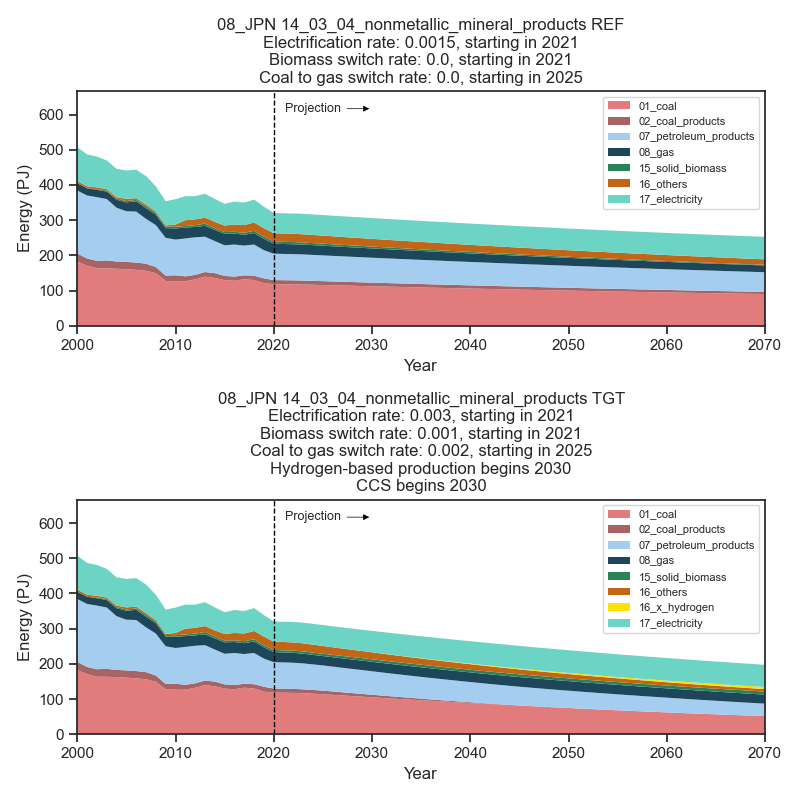 08_JPN 14_03_04_nonmetallic_mineral_products REF
Electrification rate: 0.0015, starting in 2021
Biomass switch rate: 0.0, starting in 2021
Coal to gas switch rate: 0.0, starting in 2025
Projection
01_coal
02_coal_products
07_petroleum_products
08_gas
15_solid_biomass
16_others
17_electricity
Energy (PJ)
600
500
400
300
200
100
0
2000 2010 2020 2030 2040 2050 2060 2070
Year
08_JPN 14_03_04_nonmetallic_mineral_products TGT
Electrification rate: 0.003, starting in 2021
Biomass switch rate: 0.001, starting in 2021
Coal to gas switch rate: 0.002, starting in 2025
Hydrogen-based production begins 2030
CCS begins 2030
Projection
01_coal
02_coal_products
07_petroleum_products
08_gas
15_solid_biomass
16_others
16_x_hydrogen
17_electricity
Energy (PJ)
600
500
400
300
200
100
0
2000 2010 2020 2030 2040 2050 2060 2070
Year